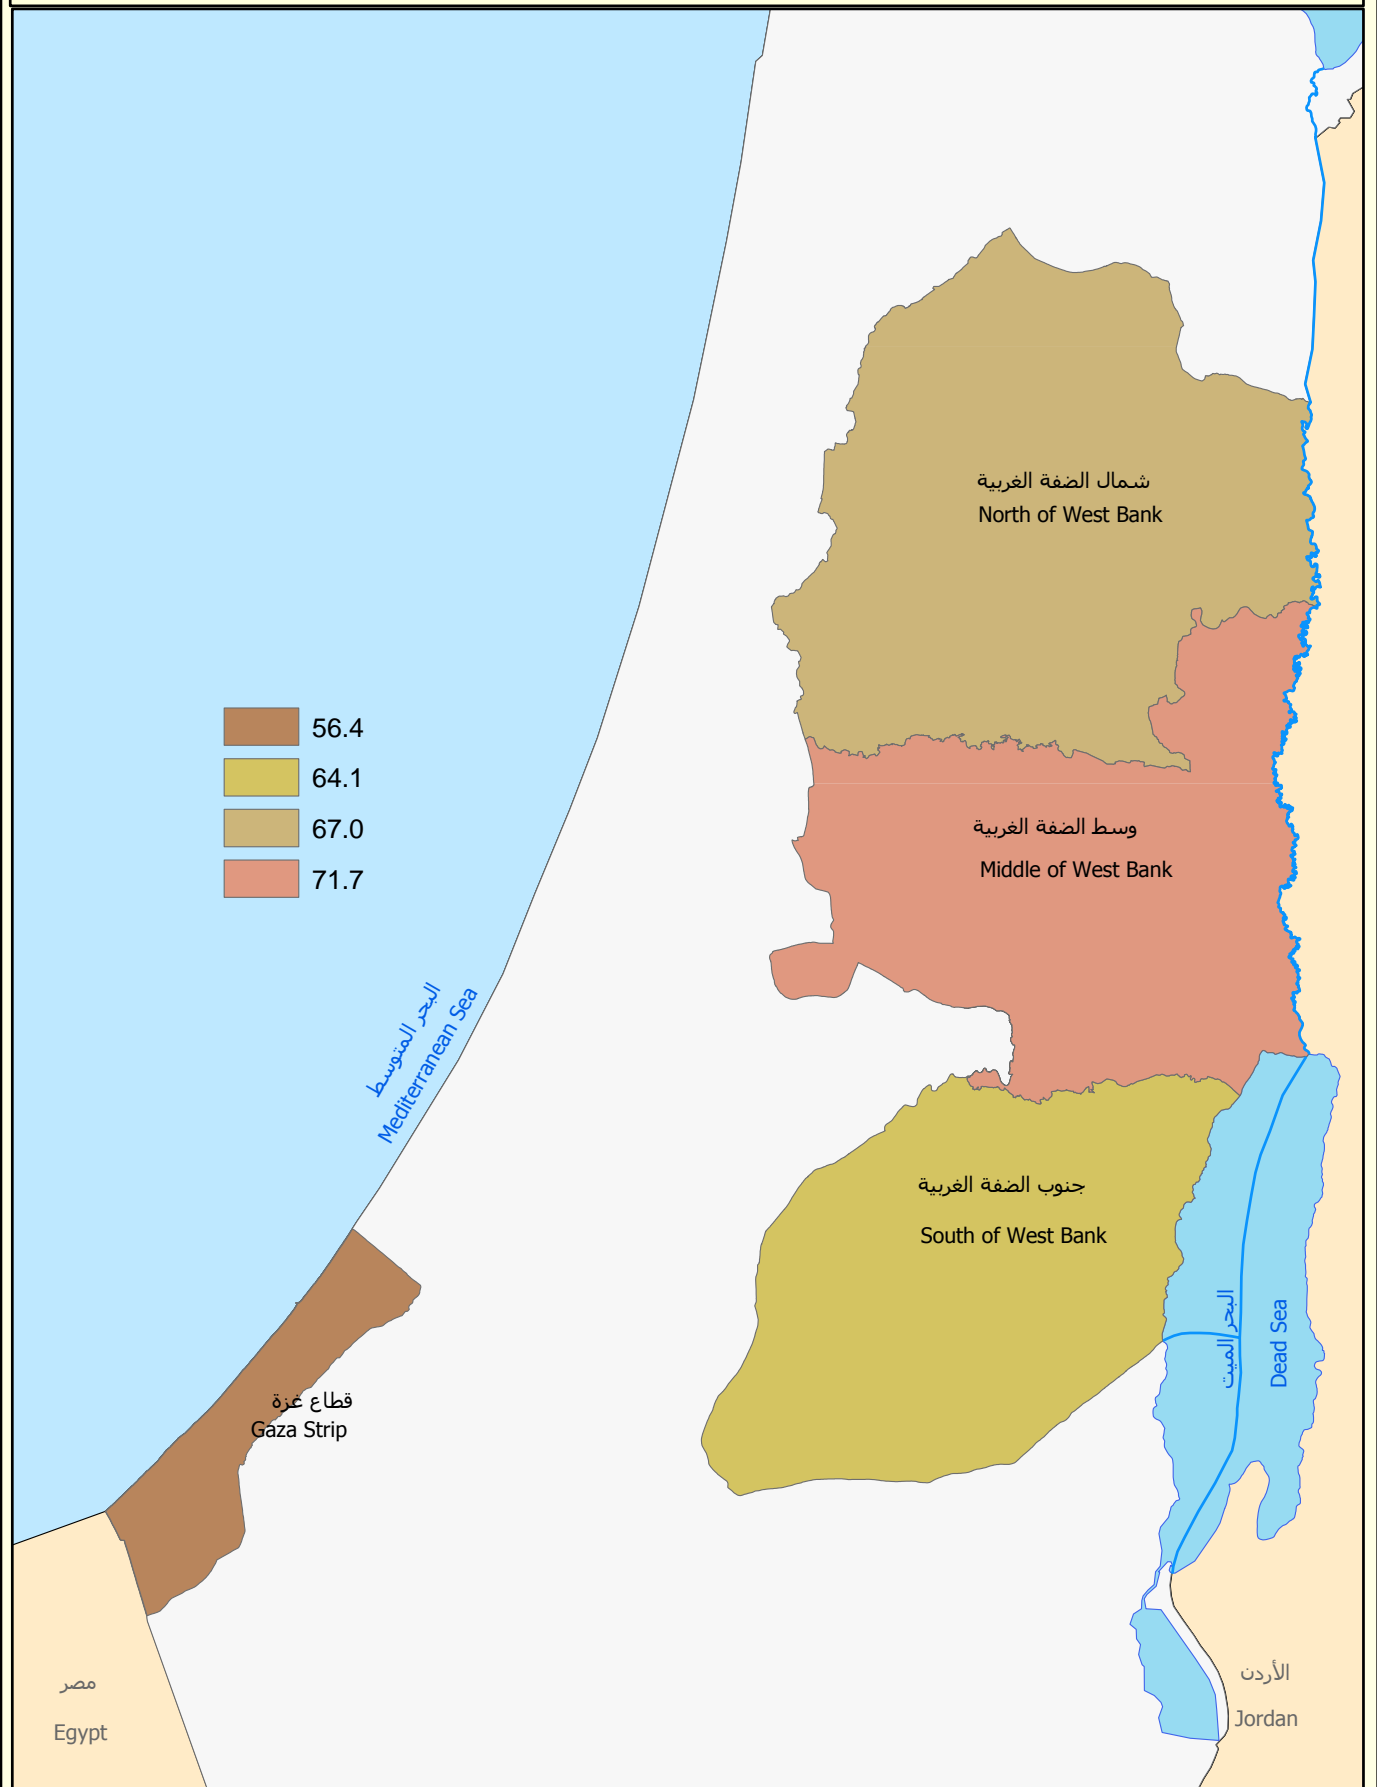 شمال الضفة الغربية
North of West Bank
56.4
64.1
67.0
71.7
وسط الضفة الغربية
Middle of West Bank
البحر المتوسط
Mediterranean Sea
جنوب الضفة الغربية
South of West Bank
البحر الميت
Dead Sea
قطاع غزة
Gaza Strip
مصر
Egypt
الأردن
Jordan